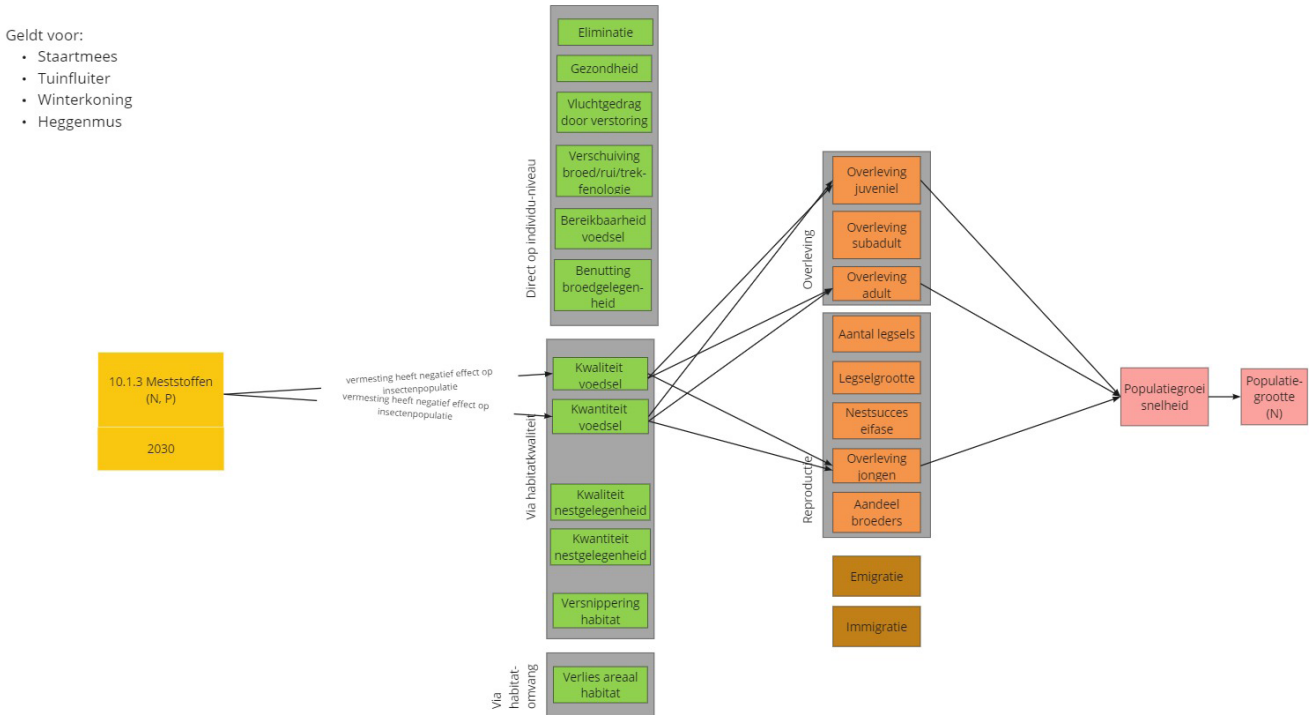 Geldt voor:
• Staartmees
• Tuinfluiter
• Winterkoning
• Heggenmus
10.1.3 Meststoffen
(N, P)
2030
vermesting heeft negatief effect op
insectenpopulatie
vermesting heeft negatief effect op
insectenpopulatie
Direct op individu-niveau
Eliminatie
Gezondheid
Vluchtgedrag
door verstoring
Verschuiving
broed/rui/trek-
fenologie
Bereikbaarheid
voedsel
Benutting
broedgelegen-
heid
Via habitatkwaliteit
Kwaliteit
voedsel
Kwantiteit
voedsel
Kwaliteit
nestgelegenheid
Kwantiteit
nestgelegenheid
Versnippering
habitat
Via
habitat-
omvang
Verlies areaal
habitat
Overleving
Overleving
juveniel
Overleving
subadult
Overleving
adult
Reproductie
Aantal legsels
Legselgrootte
Nestsucces
eifase
Overleving
jongen
Aandeel
broeders
Emigratie
Immigratie
Populatiegroei
snelheid
Populatie-
grootte
(N)